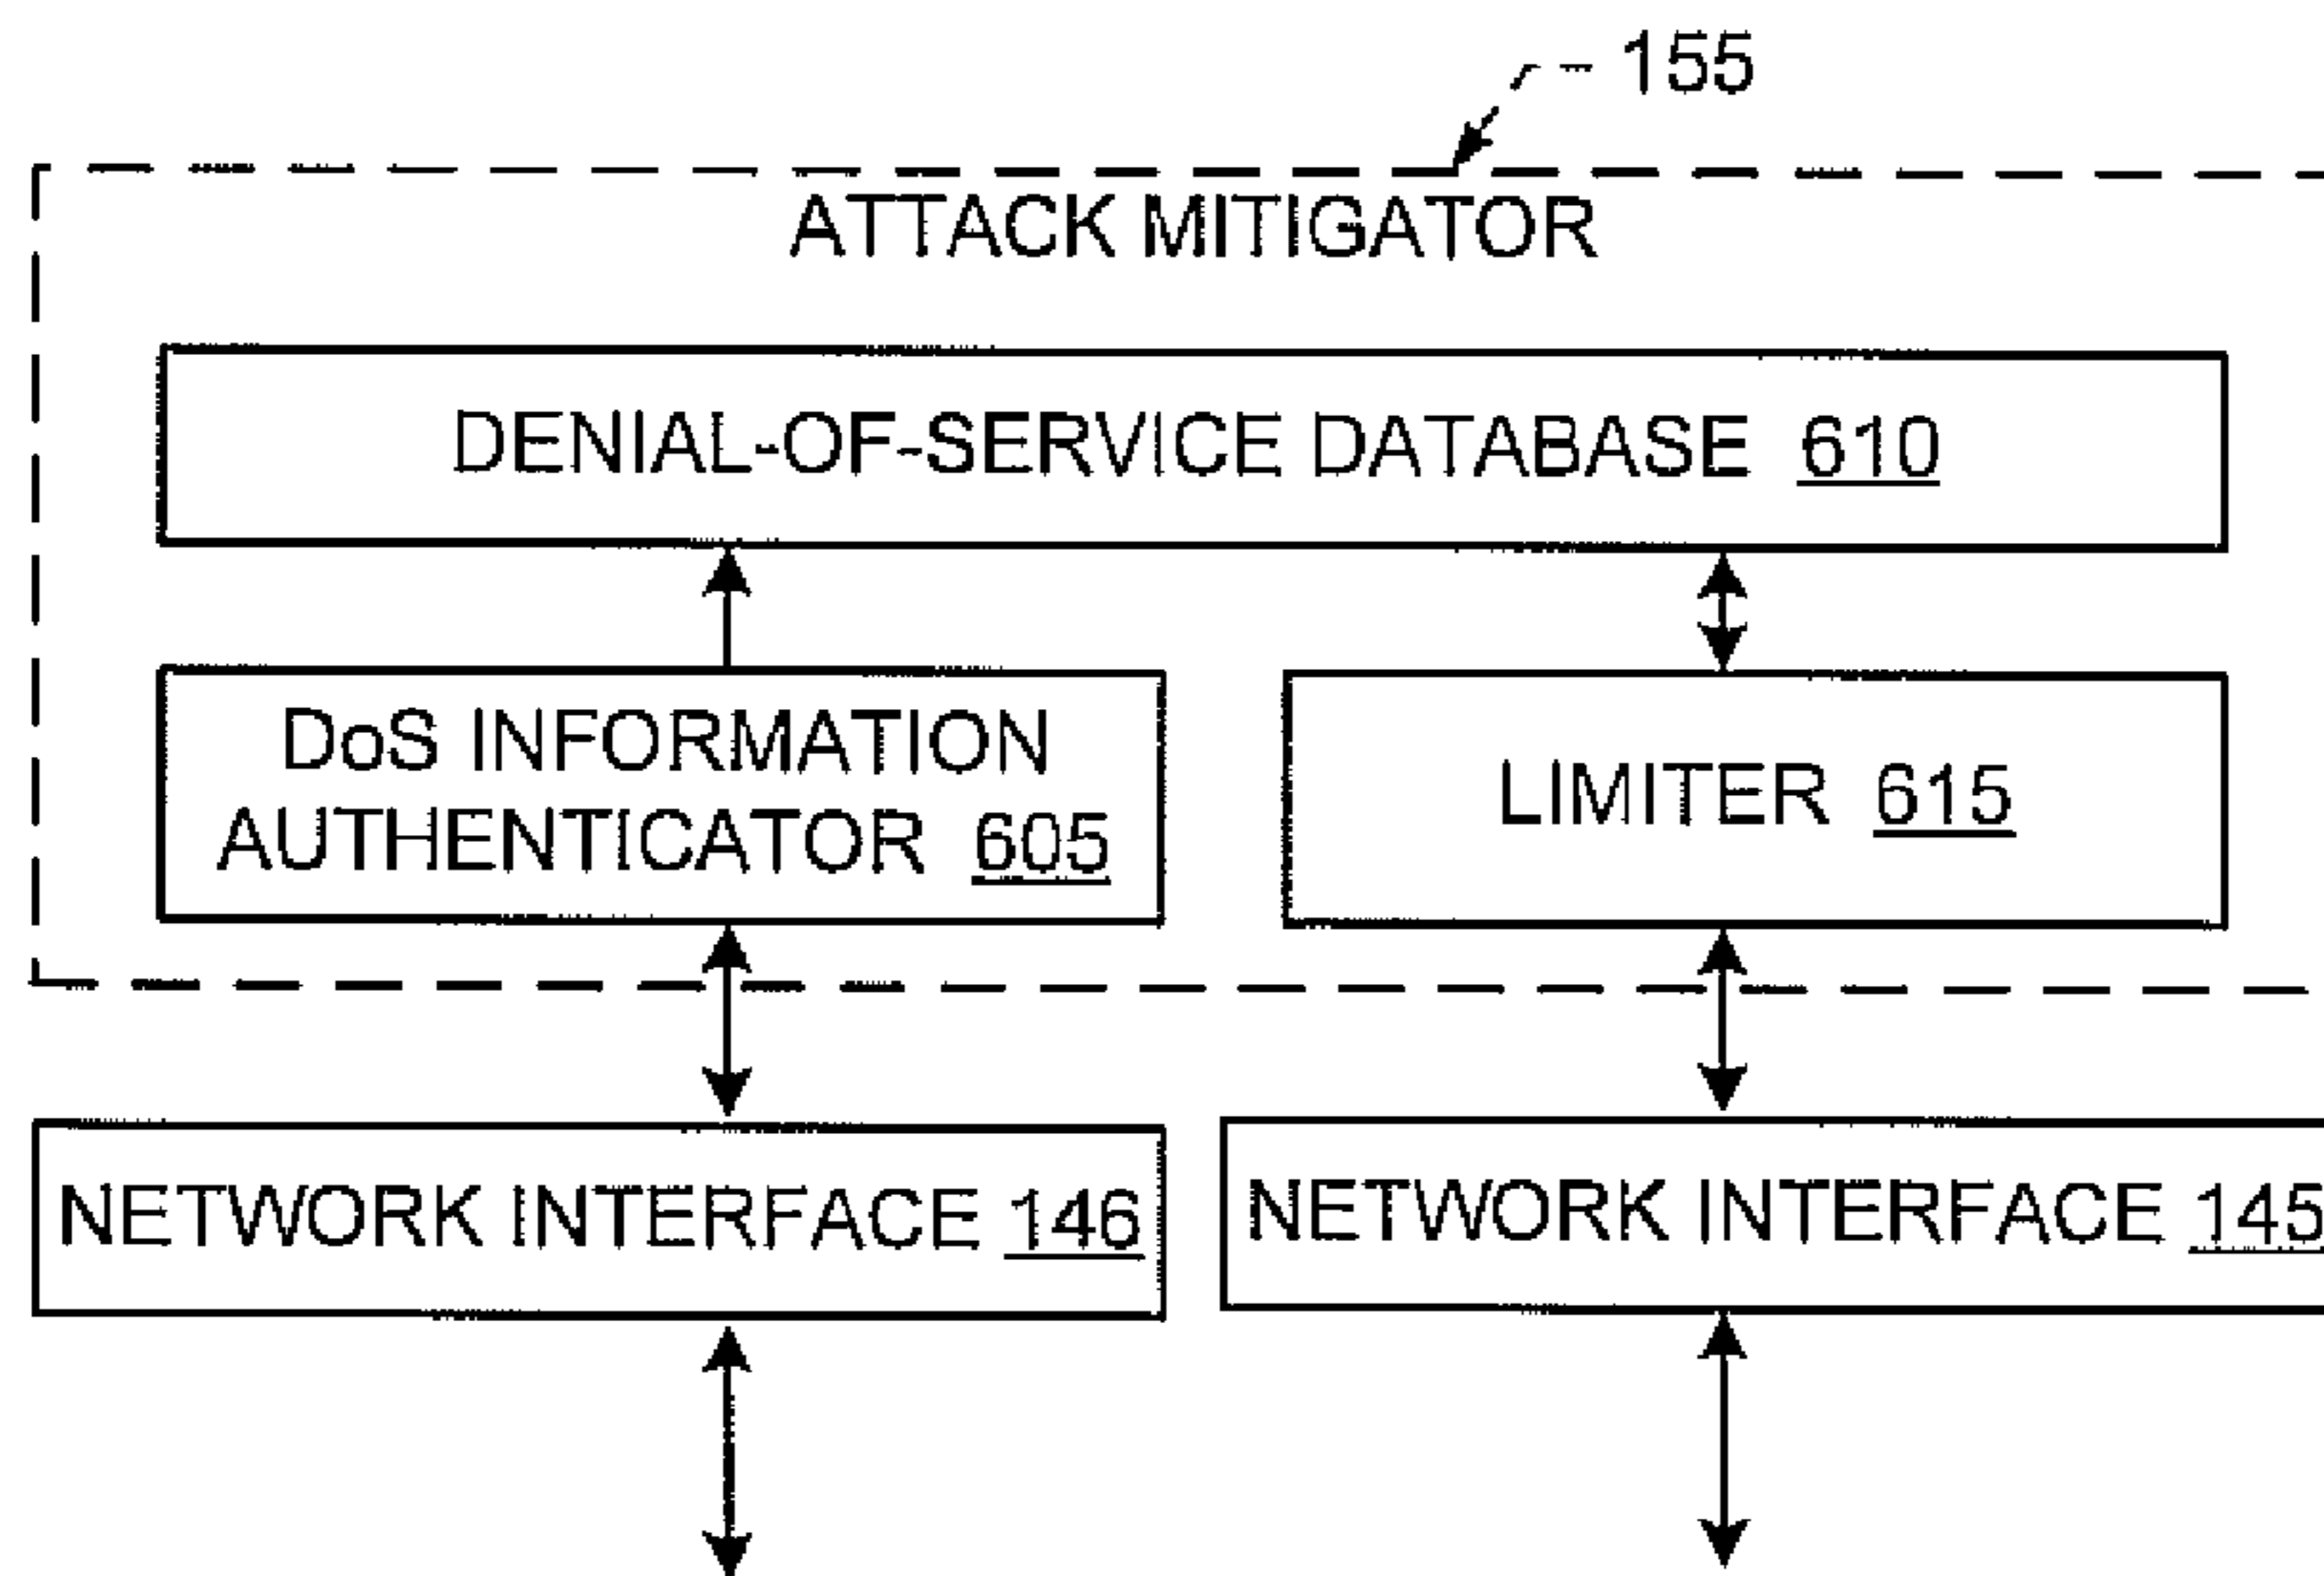 155
ATTACK MITIGATOR
DENIAL-OF-SERVICE DATABASE 610
DoS INFORMATION
AUTHENTICATOR 605
LIMITER 615
NETWORK INTERFACE 146
NETWORK INTERFACE 145